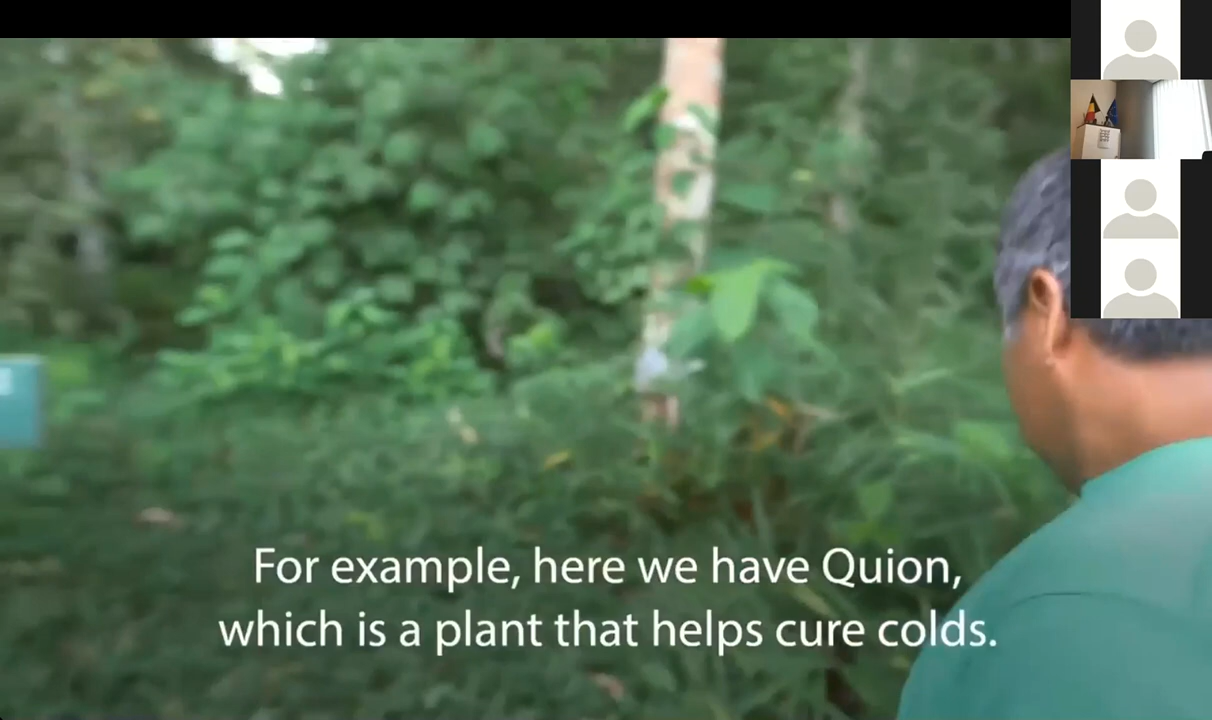 For example, here we have Quion,
which is a plant that helps cure colds.